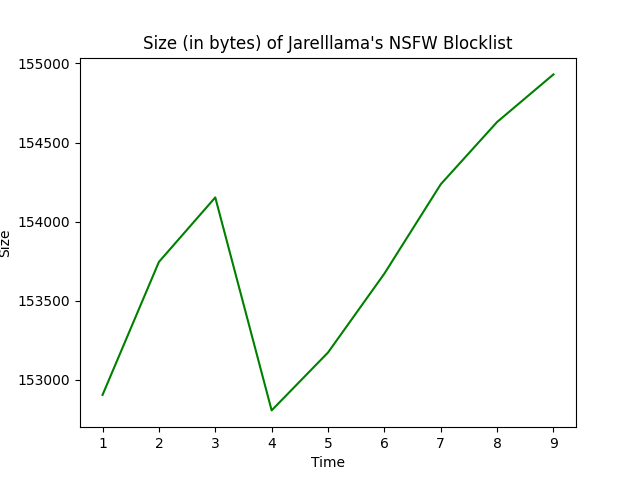 Size (in bytes) of Jarelllama's NSFW Blocklist
155000
154500
154000
153500
153000
Size
1 2 3 4 5 6 7 8 9
Time